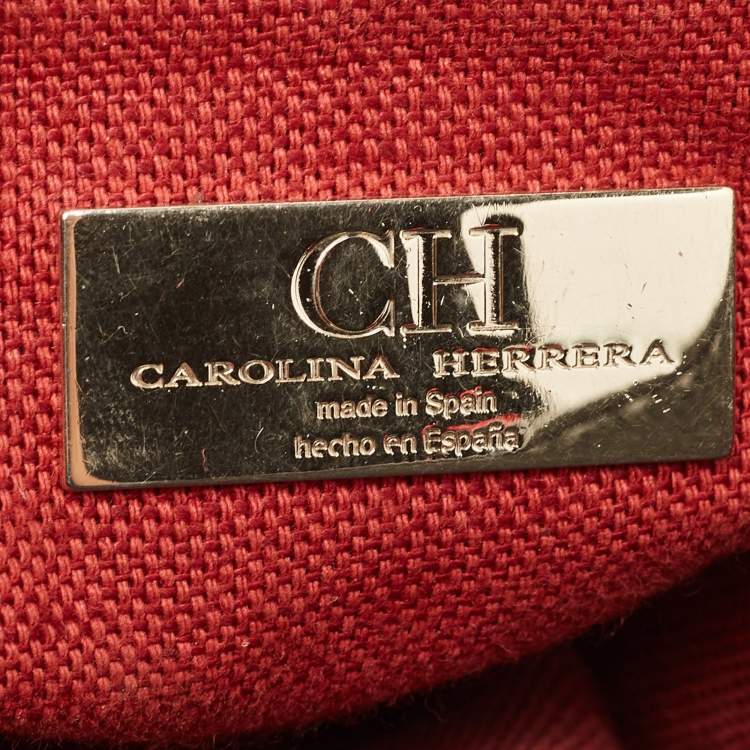 CH
CAROLINA HERRERA
made in Spain
hecho en España